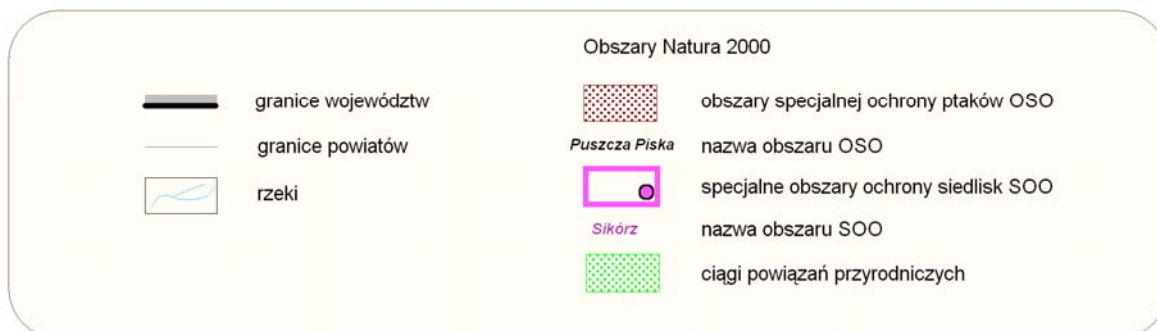 Obszary Natura 2000
granice województw
granice powiatów
rzeki
obszary specjalnej ochrony ptaków OSO
Puszcza Piska nazwa obszaru OSO
specjalne obszary ochrony siedlisk SOO
Sikórz nazwa obszaru SOO
ciągi powiązań przyrodniczych